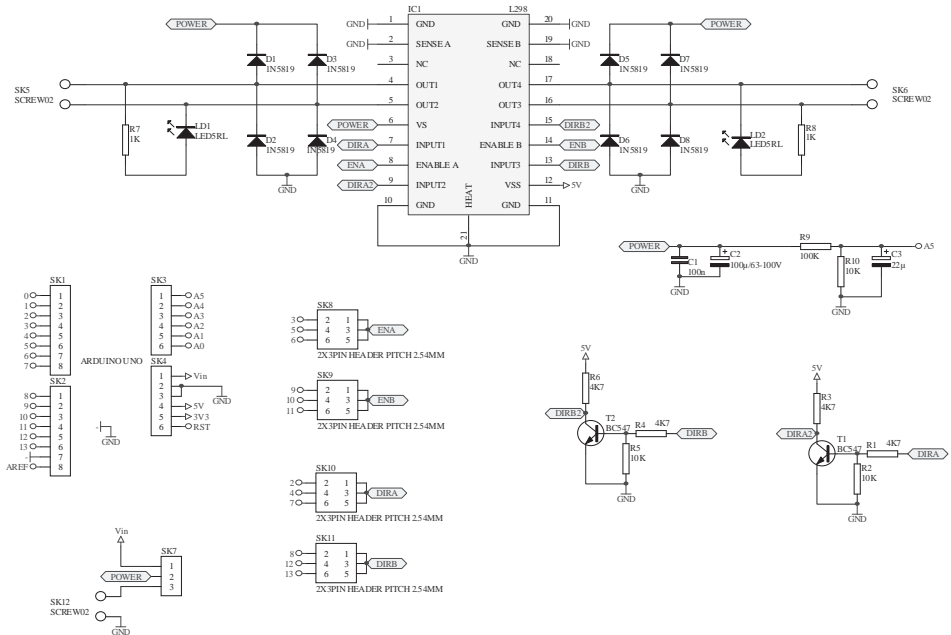 IC1 L298
POWER
GND 1 GND GND 20 GND
GND 2 SENSE A SENSE B 19 GND
3 NC NC 18
4 OUT1 OUT4 17
5 OUT2 OUT3 16
POWER 6 VS INPUT4 15 DIRB2
DIRA 7 INPUT1 ENABLE B 14 ENB
ENA 8 ENABLE A INPUT3 13 DIRB
DIRA2 9 INPUT2 VSS 12 5V
10 GND GND 11
HEAT
21
GND
POWER
D1
IN5819
D3
IN5819
D5
IN5819
D7
IN5819
SK5
SCREW02
SK6
SCREW02
R7
1K
LD1
LED5RL
D2
IN5819
D4
IN5819
GND
D6
IN5819
D8
IN5819
GND
LD2
LED5RL
R8
1K
POWER
C1
100n
GND
C2
100µ/63-100V
R9
100K
R10
10K
GND
C3
22µ
A5
SK1
0 1
1 2
2 3
3 4
4 5
5 6
6 7
7 8
ARDUINO UNO
SK2
8 1
9 2
10 3
11 4
12 5
13 6
- 7
AREF 8
-
GND
SK3
1 A5
2 A4
3 A3
4 A2
5 A1
6 A0
SK4
1 Vin
2
3
GND
4 5V
5 3V3
6 RST
SK8
3 2 1
5 4 3 ENA
6 6 5
2X3PIN HEADER PITCH 2.54MM
SK9
9 2 1
10 4 3 ENB
11 6 5
2X3PIN HEADER PITCH 2.54MM
SK10
2 2 1
4 4 3 DIRA
7 6 5
2X3PIN HEADER PITCH 2.54MM
SK11
8 2 1
12 4 3 DIRB
13 6 5
2X3PIN HEADER PITCH 2.54MM
5V
R6
4K7
DIRB2
T2
BC547
R4 4K7
DIRB
R5
10K
GND
5V
R3
4K7
DIRA2
T1
BC547
R1 4K7
DIRA
R2
10K
GND
Vin
SK7
1
POWER 2
3
SK12
SCREW02
GND